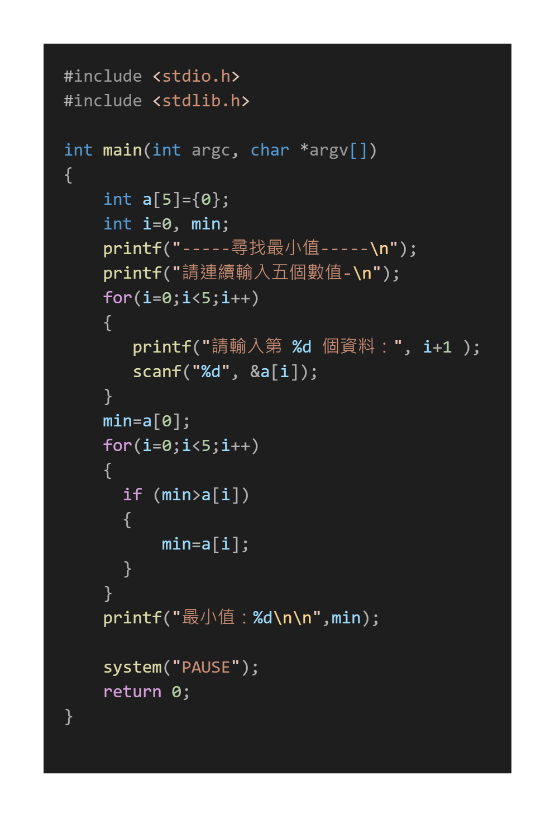 #include <stdio.h>
#include <stdlib.h>
int main(int argc, char *argv[])
{
int a[5]={0};
int i=0, min;
printf("-----尋找最小值-----\n");
printf("請連續輸入五個數值-\n");
for(i=0;i<5;i++)
{
printf("請輸入第 %d 個資料：", i+1 );
scanf("%d", &a[i]);
}
min=a[0];
for(i=0;i<5;i++)
{
if (min>a[i])
{
min=a[i];
}
}
printf("最小值：%d\n\n",min);
system("PAUSE");
return 0;
}